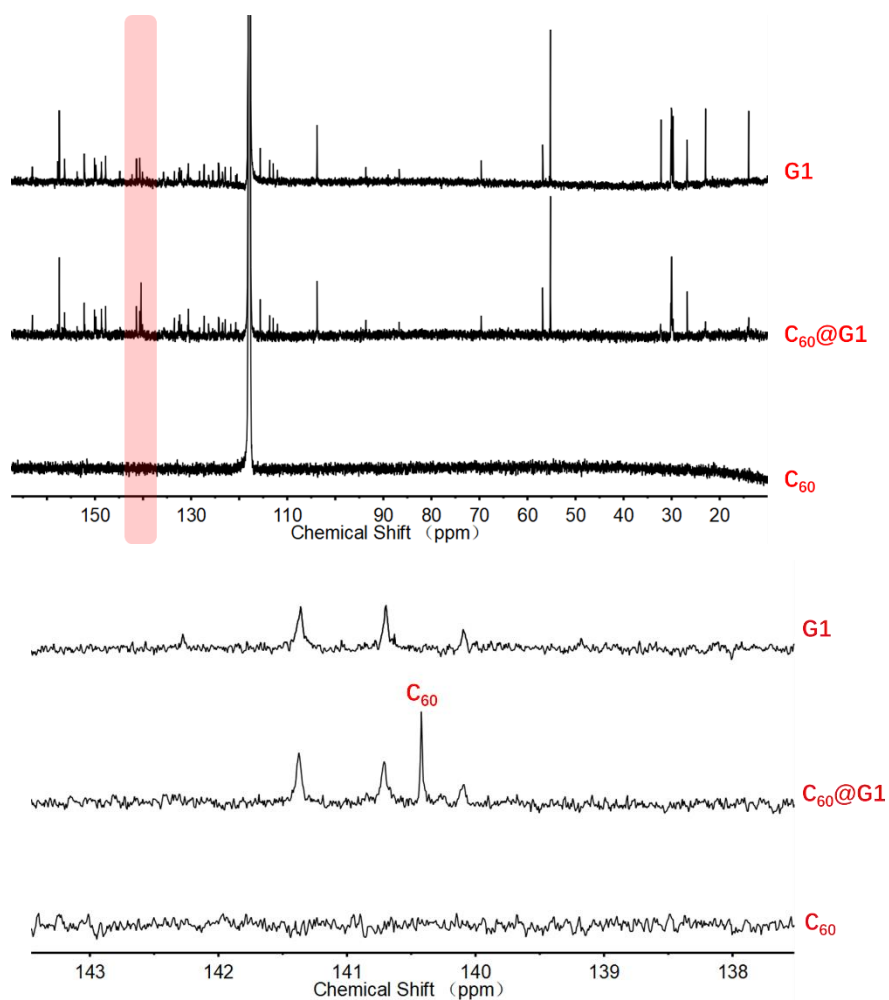 G1
C₆₀@G1
C₆₀
150 130 110 90 80 70 60 50 40 30 20
Chemical Shift （ppm）
G1
C₆₀
C₆₀@G1
C₆₀
143 142 141 140 139 138
Chemical Shift （ppm）